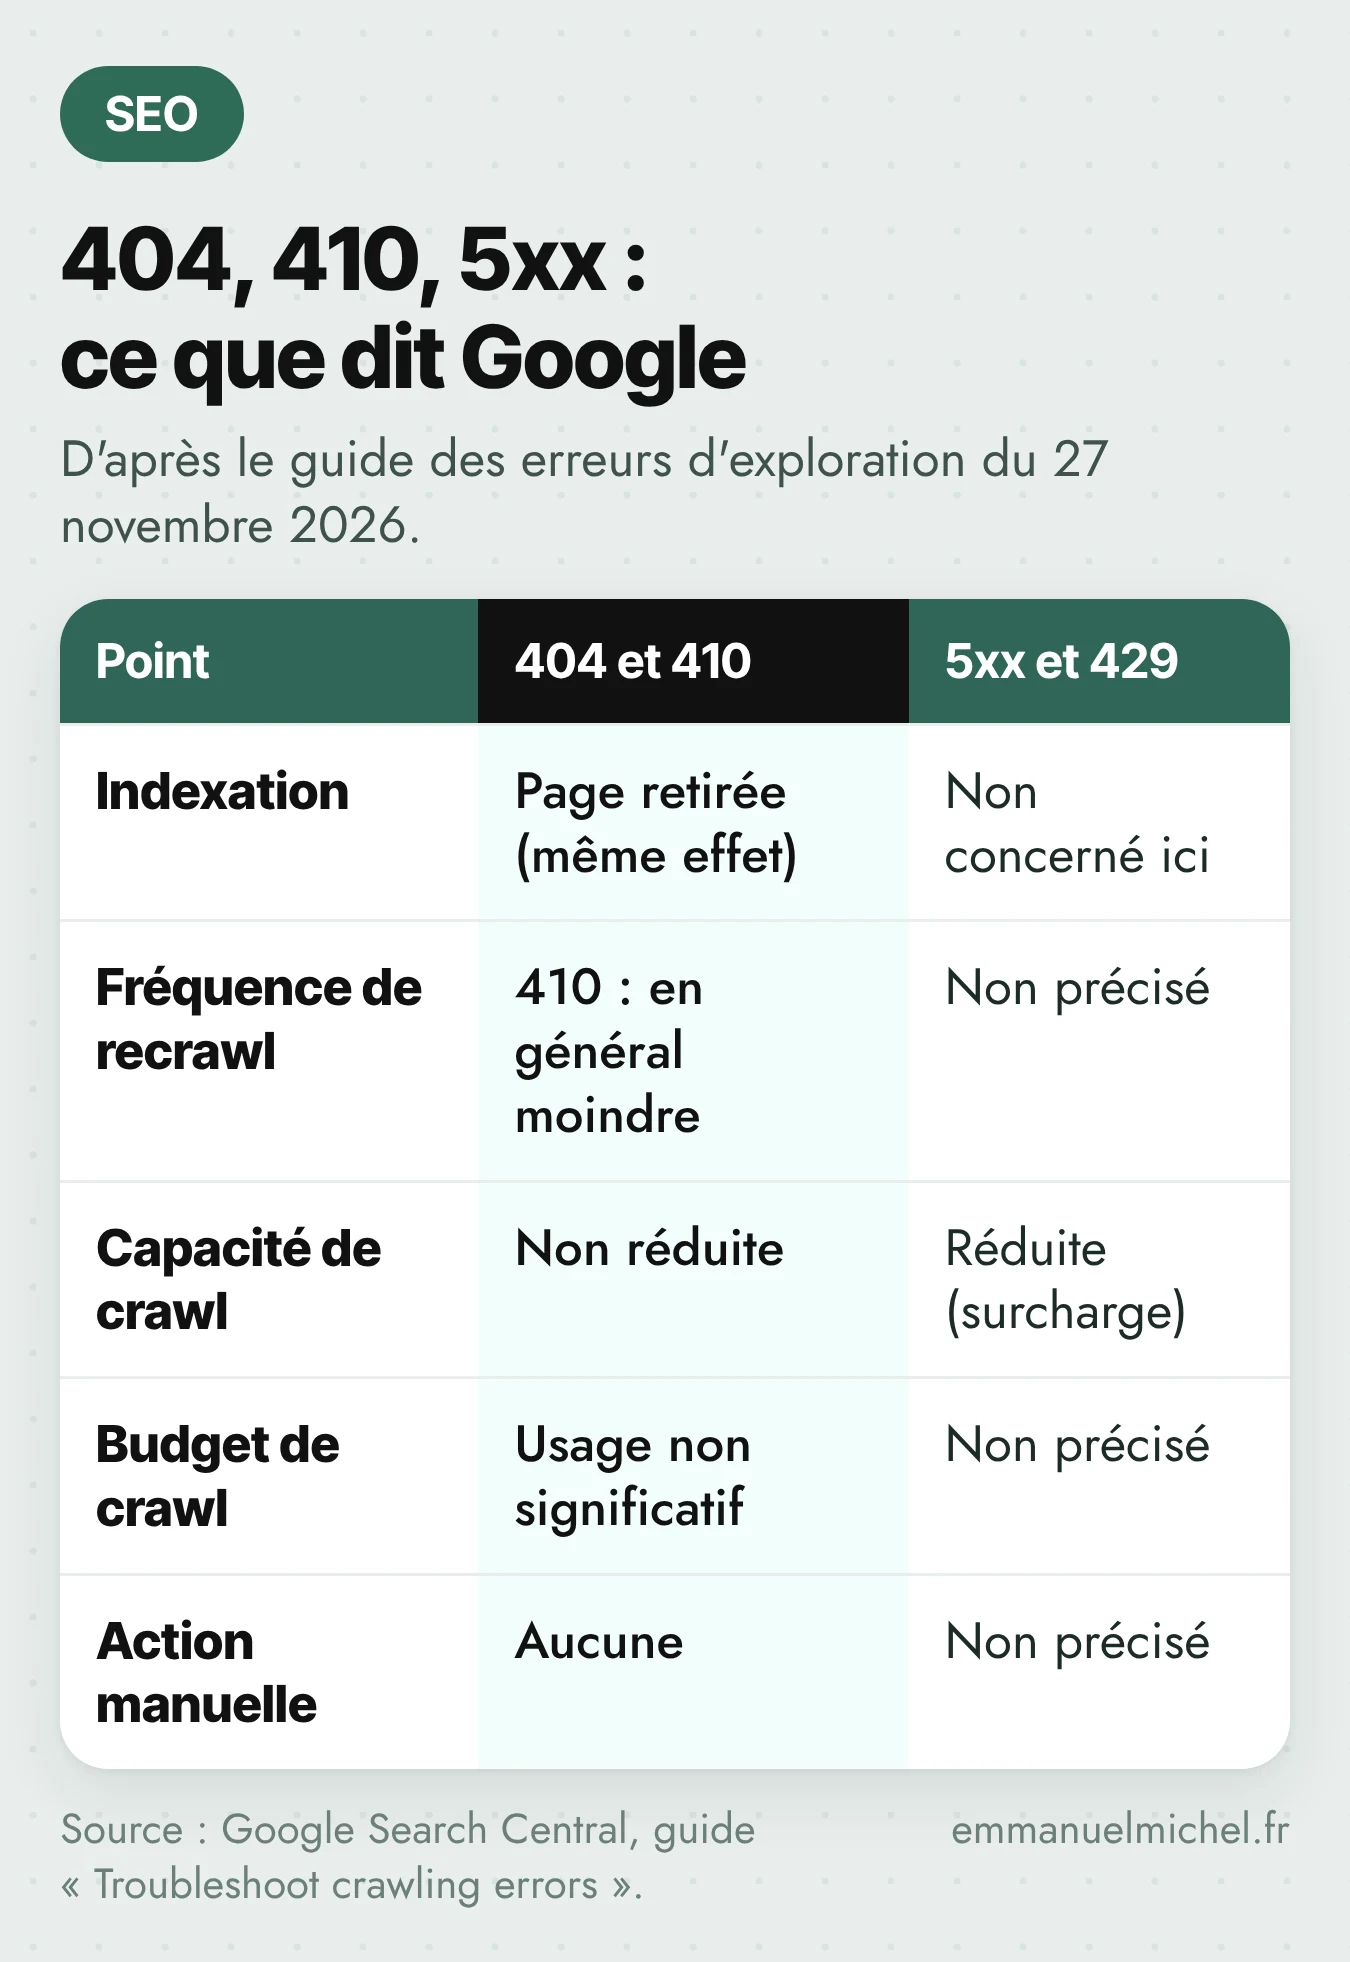 SEO
404, 410, 5xx :
ce que dit Google
D'après le guide des erreurs d'exploration du 27
novembre 2026.
Point
404 et 410
5xx et 429
Indexation
Page retirée
(même effet)
Non
concerné ici
Fréquence de
recrawl
410 : en
général
moindre
Non précisé
Capacité de
crawl
Non réduite
Réduite
(surcharge)
Budget de
crawl
Usage non
significatif
Non précisé
Action
manuelle
Aucune
Non précisé
Source : Google Search Central, guide
« Troubleshoot crawling errors ».
emmanuelmichel.fr